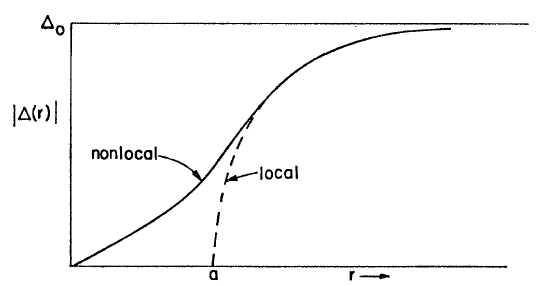 Δ₀
|Δ(r)|
nonlocal
local
a
r →